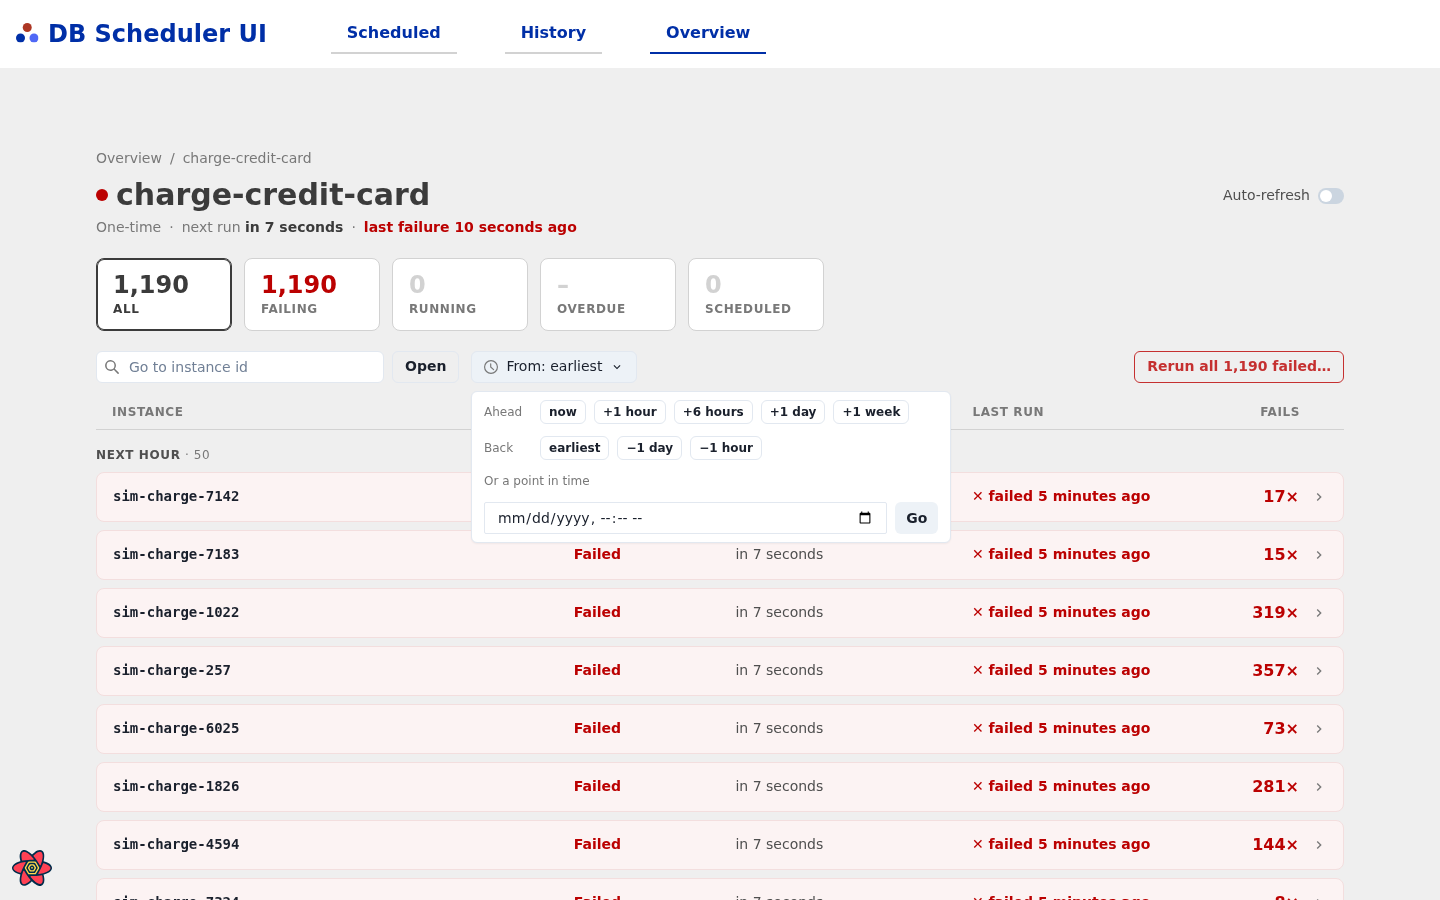 DB Scheduler UI
Scheduled
History
Overview
Overview / charge-credit-card
charge-credit-card
Auto-refresh
One-time · next run in 7 seconds · last failure 10 seconds ago
1,190
ALL
1,190
FAILING
0
RUNNING
–
OVERDUE
0
SCHEDULED
Go to instance id
Open
From: earliest
Rerun all 1,190 failed…
INSTANCE
LAST RUN
FAILS
Ahead now +1 hour +6 hours +1 day +1 week
Back earliest −1 day −1 hour
Or a point in time
mm/dd/yyyy, --:-- --
Go
NEXT HOUR · 50
sim-charge-7142 × failed 5 minutes ago 17×
sim-charge-7183 Failed in 7 seconds × failed 5 minutes ago 15×
sim-charge-1022 Failed in 7 seconds × failed 5 minutes ago 319×
sim-charge-257 Failed in 7 seconds × failed 5 minutes ago 357×
sim-charge-6025 Failed in 7 seconds × failed 5 minutes ago 73×
sim-charge-1826 Failed in 7 seconds × failed 5 minutes ago 281×
sim-charge-4594 Failed in 7 seconds × failed 5 minutes ago 144×